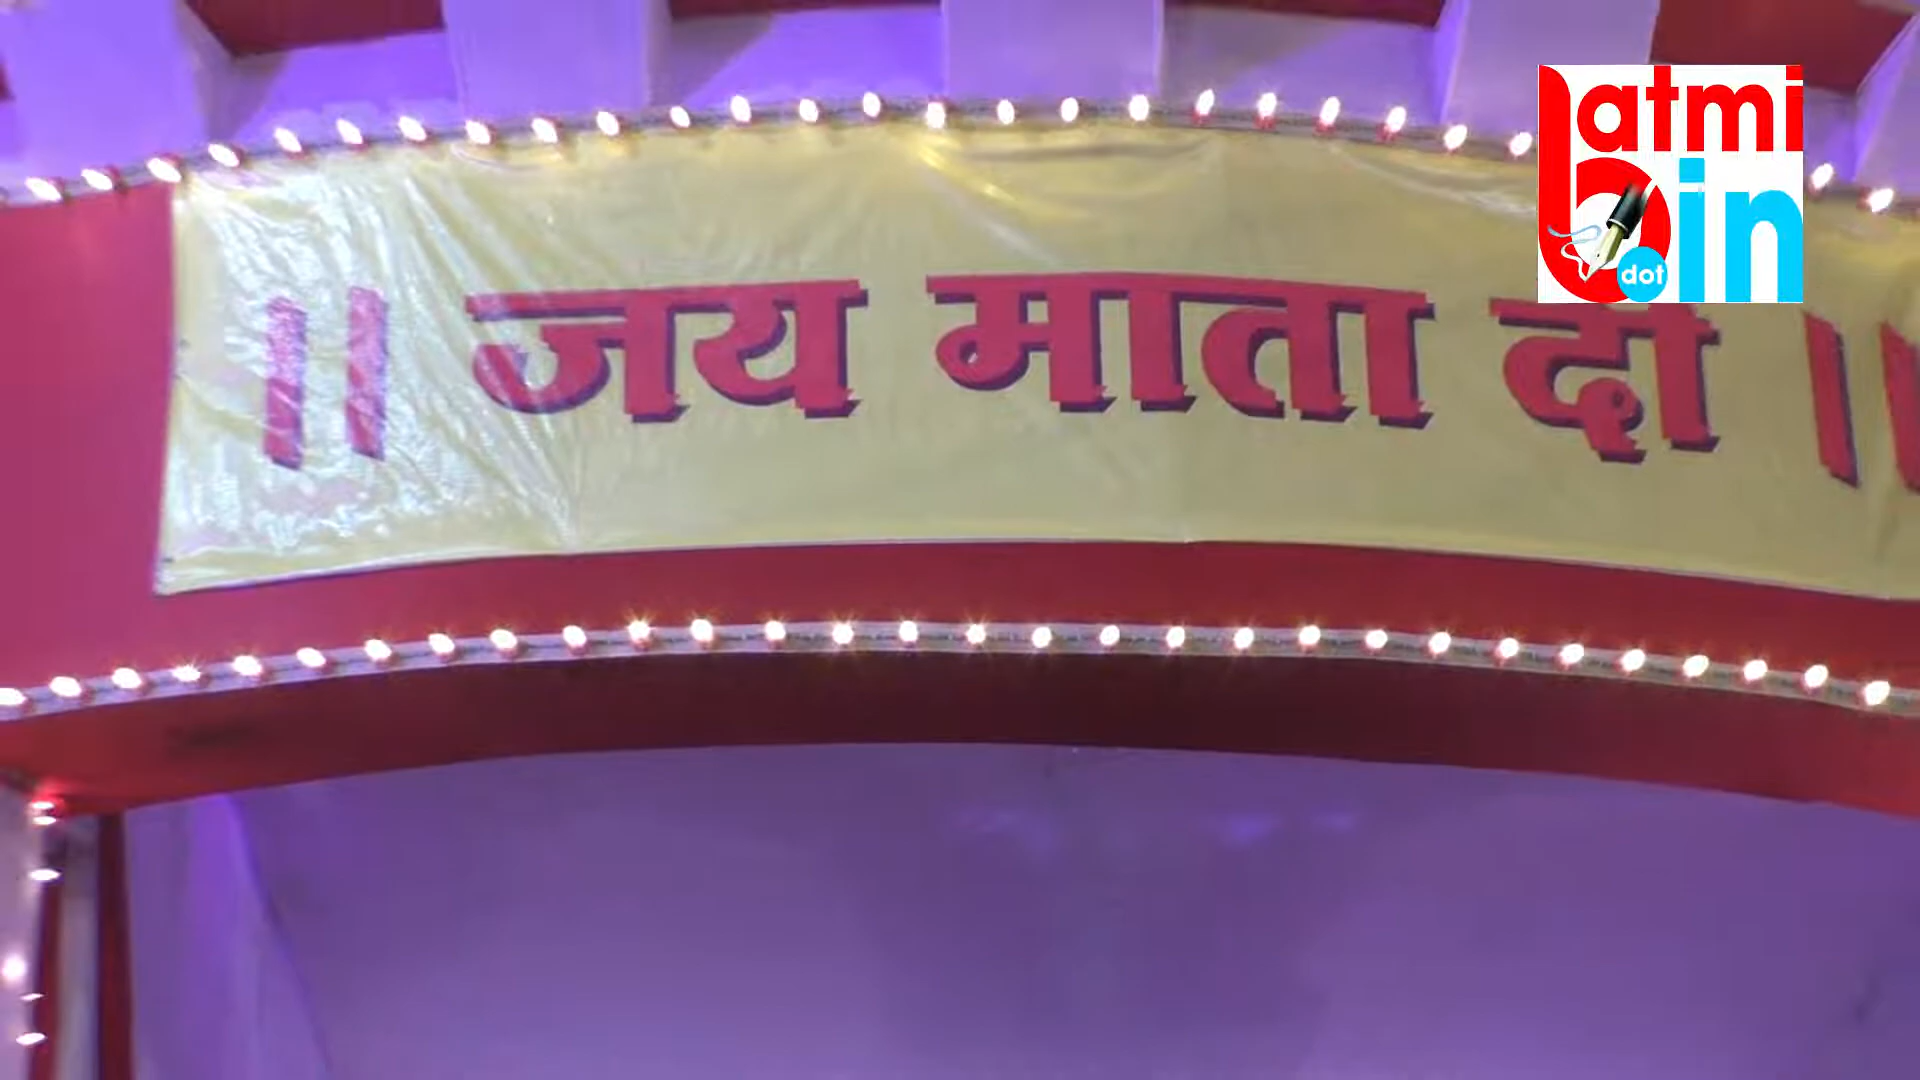 batmi
dot in
॥ जय माता दी ॥